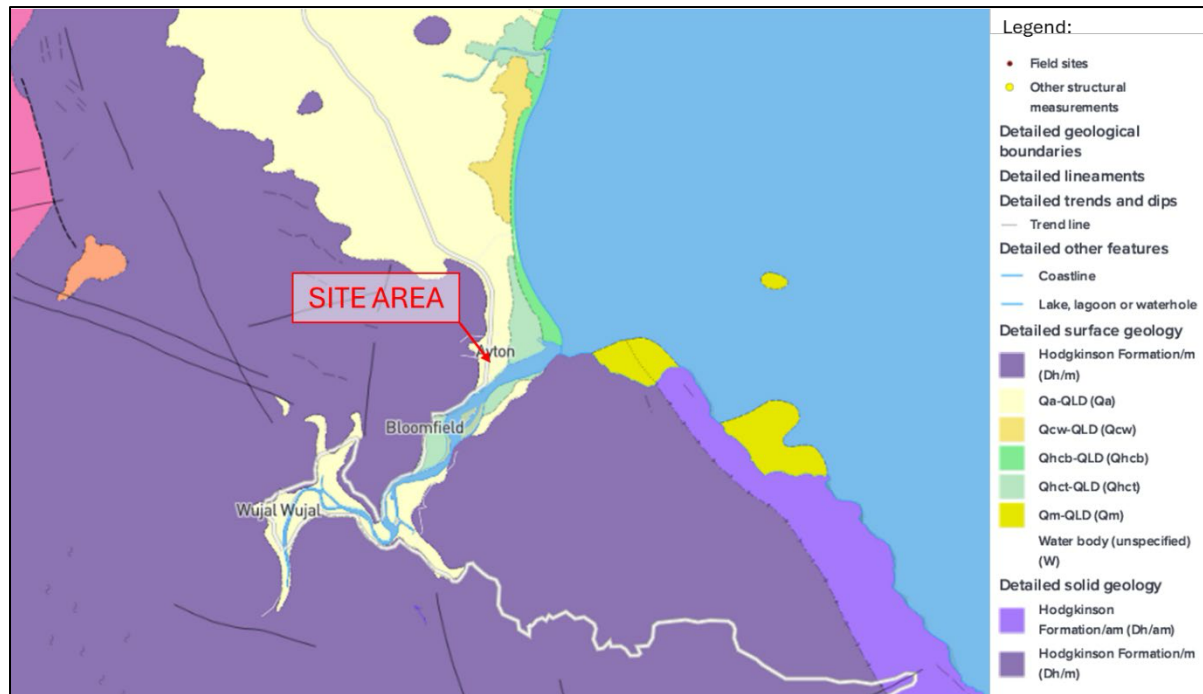 Legend:
Field sites
Other structural
measurements
Detailed geological
boundaries
Detailed lineaments
Detailed trends and dips
Trend line
Detailed other features
Coastline
Lake, lagoon or waterhole
Detailed surface geology
Hodgkinson Formation/m
(Dh/m)
Qa-QLD (Qa)
Qcw-QLD (Qcw)
Qhcb-QLD (Qhcb)
Qhct-QLD (Qhct)
Qm-QLD (Qm)
Water body (unspecified)
(W)
Detailed solid geology
Hodgkinson
Formation/am (Dh/am)
Hodgkinson Formation/m
(Dh/m)
SITE AREA
Ayton
Bloomfield
Wujal Wujal